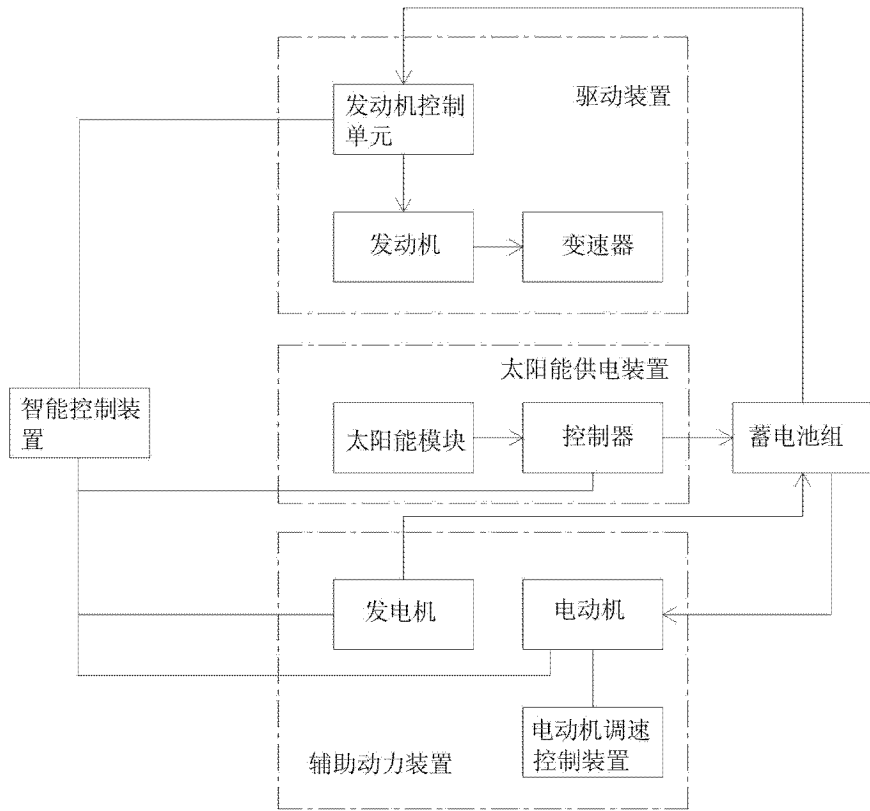 驱动装置
发动机控制
单元
发动机
变速器
太阳能供电装置
智能控制装
置
太阳能模块
控制器
蓄电池组
发电机
电动机
电动机调速
控制装置
辅助动力装置